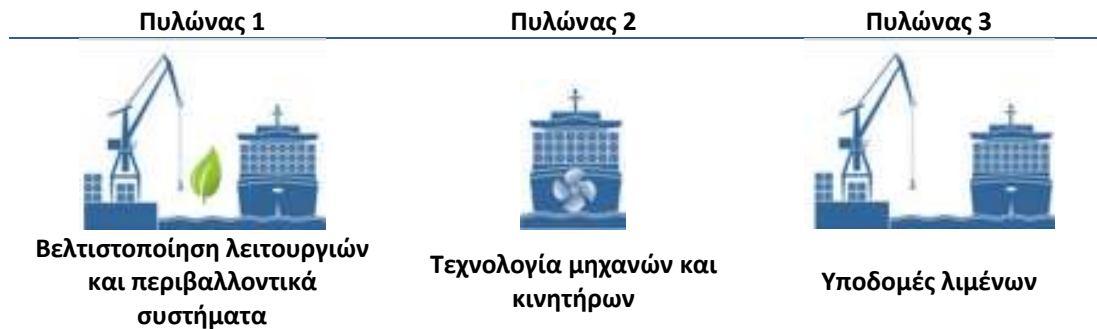 Πυλώνας 1
Πυλώνας 2
Πυλώνας 3
Βελτιστοποίηση λειτουργιών
και περιβαλλοντικά
συστήματα
Τεχνολογία μηχανών και
κινητήρων
Υποδομές λιμένων